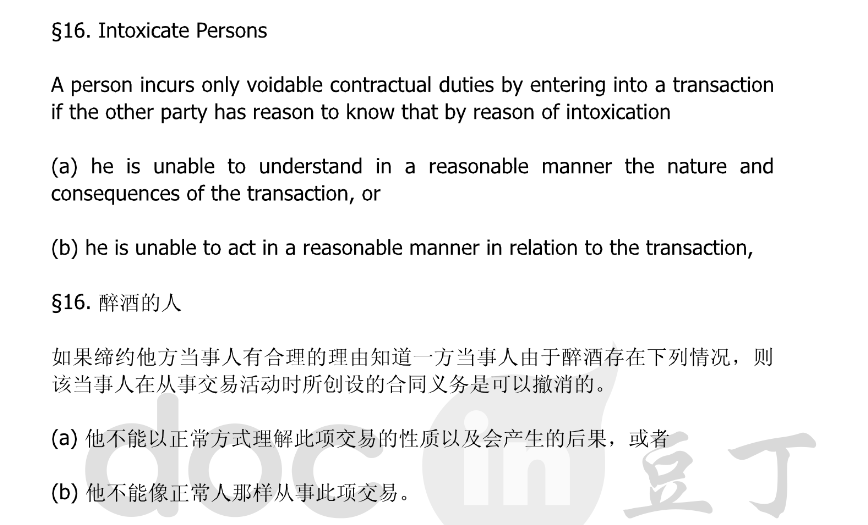 §16. Intoxicate Persons
A person incurs only voidable contractual duties by entering into a transaction
if the other party has reason to know that by reason of intoxication
(a) he is unable to understand in a reasonable manner the nature and
consequences of the transaction, or
(b) he is unable to act in a reasonable manner in relation to the transaction,
§16. 醉酒的人
如果缔约他方当事人有合理的理由知道一方当事人由于醉酒存在下列情况，则
该当事人在从事交易活动时所创设的合同义务是可以撤消的。
(a) 他不能以正常方式理解此项交易的性质以及会产生的后果，或者
(b) 他不能像正常人那样从事此项交易。
doc in 豆丁